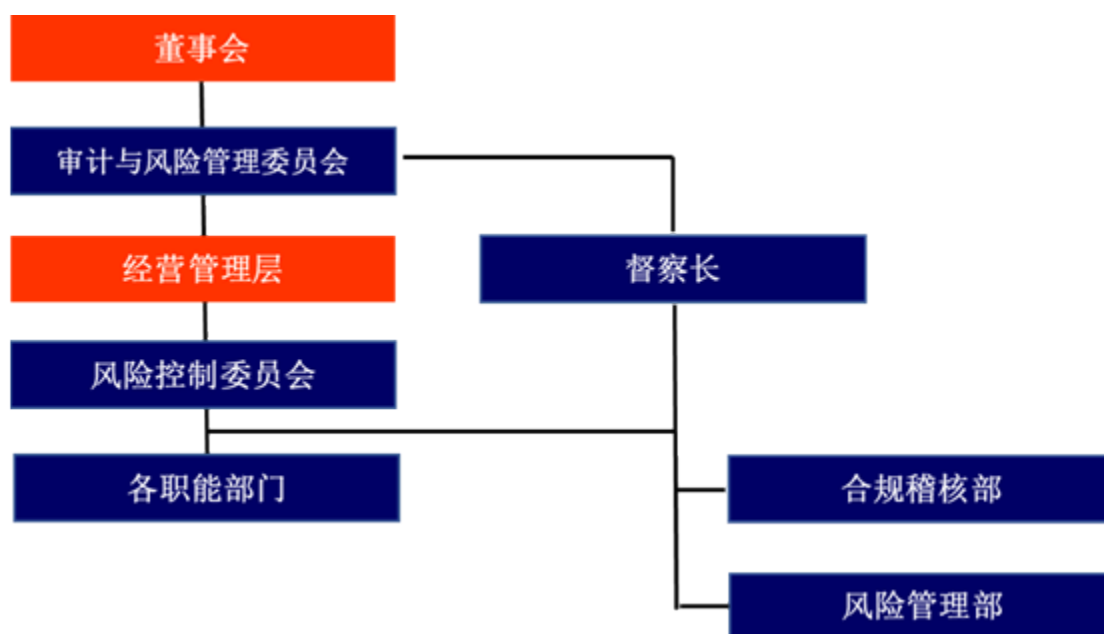 董事会
审计与风险管理委员会
经营管理层
督察长
风险控制委员会
各职能部门
合规稽核部
风险管理部